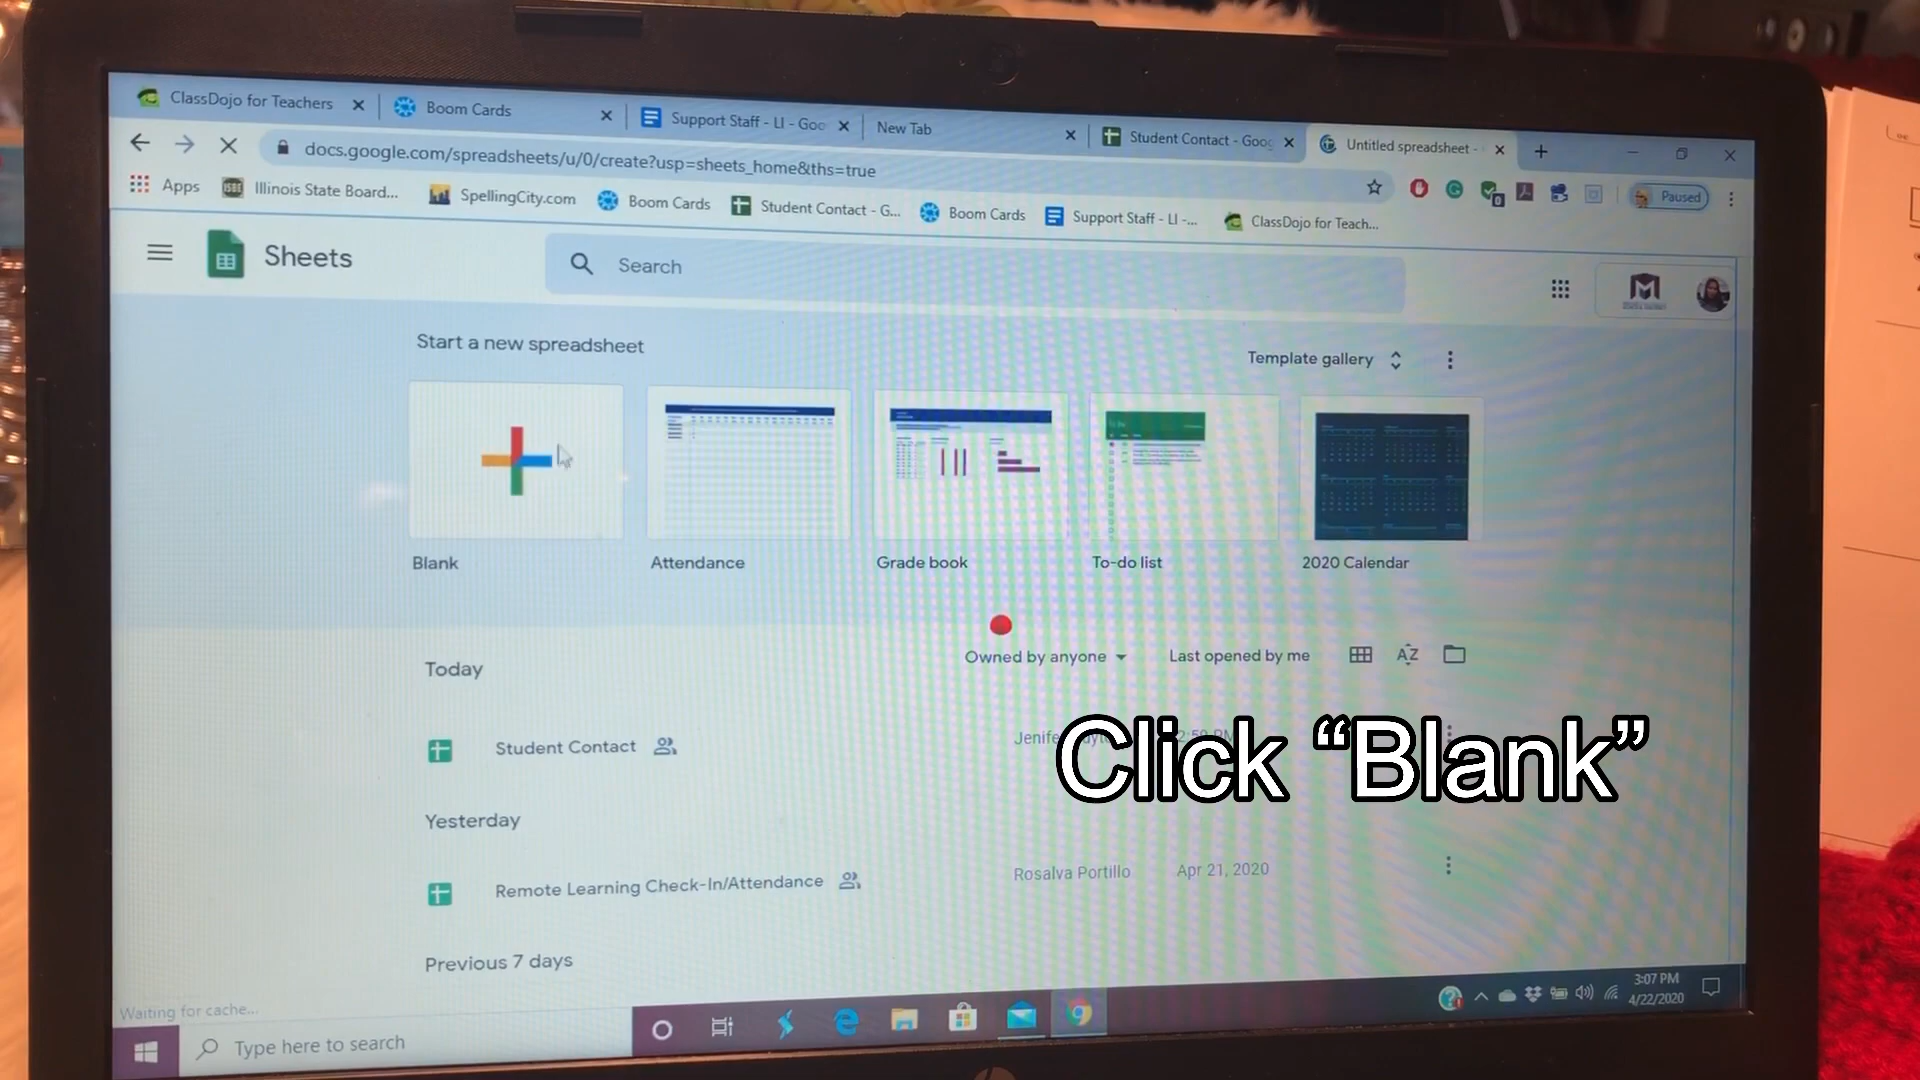 ClassDojo for Teachers
Boom Cards
Support Staff - LI - Goo
New Tab
Student Contact - Goog
Untitled spreadsheet -
docs.google.com/spreadsheets/u/0/create?usp=sheets_home&ths=true
Paused
Apps
Illinois State Board...
SpellingCity.com
Boom Cards
Student Contact - G...
Boom Cards
Support Staff - LI -...
ClassDojo for Teach...
Sheets
Search
Start a new spreadsheet
Template gallery
Blank
Attendance
Grade book
To-do list
2020 Calendar
Today
Owned by anyone
Last opened by me
AZ
Student Contact
Click “Blank”
Yesterday
Remote Learning Check-In/Attendance
Rosalva Portillo
Apr 21, 2020
Previous 7 days
Waiting for cache...
Type here to search
3:07 PM
4/22/2020